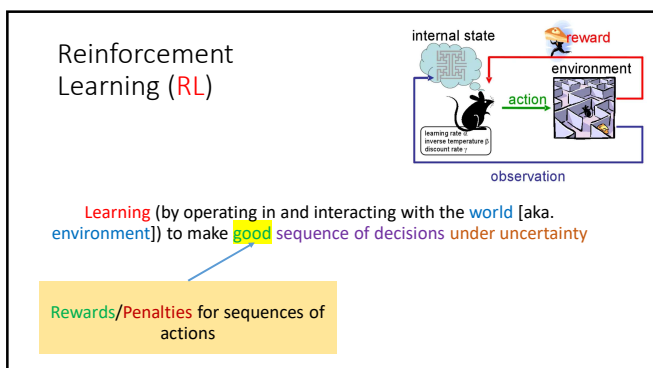 Reinforcement
Learning (RL)
internal state
reward
environment
action
learning rate α
inverse temperature β
discount rate γ
observation
Learning (by operating in and interacting with the world [aka.
environment]) to make good sequence of decisions under uncertainty
Rewards/Penalties for sequences of
actions